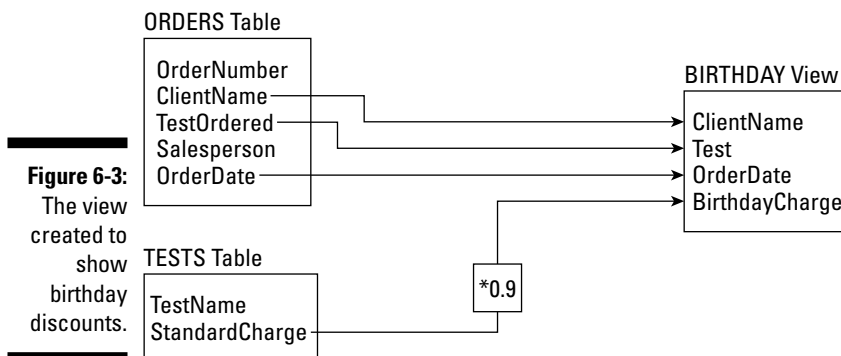 ORDERS Table
OrderNumber
ClientName
TestOrdered
Salesperson
OrderDate
BIRTHDAY View
ClientName
Test
OrderDate
BirthdayCharge
Figure 6-3:
The view
created to
show
birthday
discounts.
TESTS Table
TestName
StandardCharge
*0.9